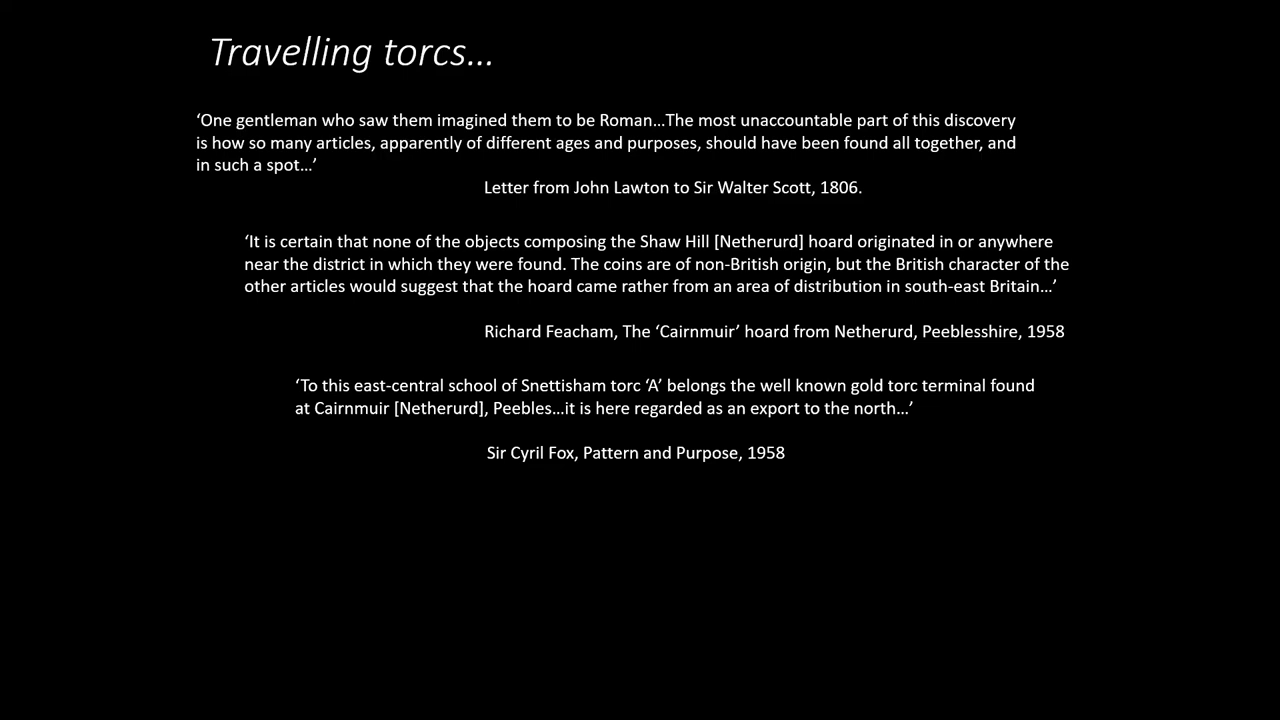 Travelling torcs...
‘One gentleman who saw them imagined them to be Roman...The most unaccountable part of this discovery
is how so many articles, apparently of different ages and purposes, should have been found all together, and
in such a spot...’
Letter from John Lawton to Sir Walter Scott, 1806.
‘It is certain that none of the objects composing the Shaw Hill [Netherurd] hoard originated in or anywhere
near the district in which they were found. The coins are of non-British origin, but the British character of the
other articles would suggest that the hoard came rather from an area of distribution in south-east Britain...’
Richard Feacham, The ‘Cairnmuir’ hoard from Netherurd, Peeblesshire, 1958
‘To this east-central school of Snettisham torc ‘A’ belongs the well known gold torc terminal found
at Cairnmuir [Netherurd], Peebles...it is here regarded as an export to the north...’
Sir Cyril Fox, Pattern and Purpose, 1958